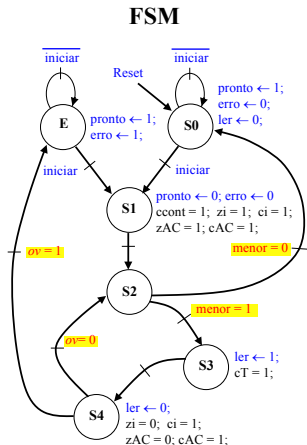 FSM
iniciar
iniciar
Reset
pronto ← 1;
erro ← 0;
ler ← 0;
pronto ← 1;
erro ← 1;
E
S0
iniciar
iniciar
S1
pronto ← 0; erro ← 0
ccont = 1; zi = 1; ci = 1;
zAC = 1; cAC = 1;
ov = 1
menor = 0
S2
menor = 1
ov= 0
S3
ler ← 1;
cT = 1;
S4
ler ← 0;
zi = 0; ci = 1;
zAC = 0; cAC = 1;